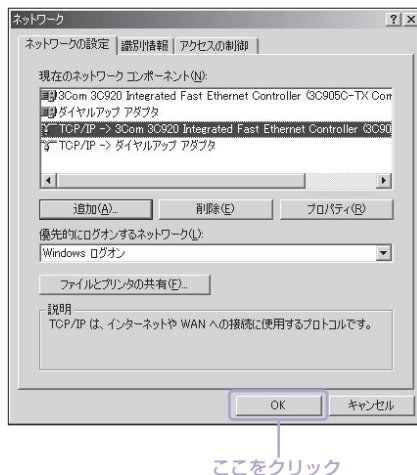 ネットワーク
ネットワークの設定 識別情報 アクセスの制御
現在のネットワーク コンポーネント(N):
3Com 3C920 Integrated Fast Ethernet Controller (3C905C-TX Com
ダイヤルアップ アダプタ
TCP/IP -> 3Com 3C920 Integrated Fast Ethernet Controller (3C90
TCP/IP -> ダイヤルアップ アダプタ
追加(A)... 削除(E) プロパティ(R)
優先的にログオンするネットワーク(L):
Windows ログオン
ファイルとプリンタの共有(F)...
説明
TCP/IP は、インターネットや WAN への接続に使用するプロトコルです。
OK キャンセル
ここをクリック